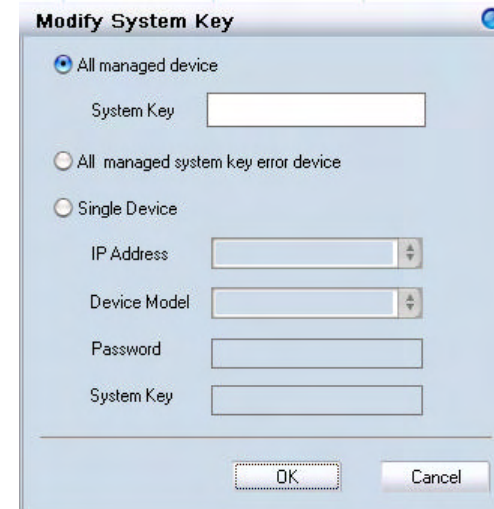 Modify System Key
All managed device
System Key
All managed system key error device
Single Device
IP Address
Device Model
Password
System Key
OK Cancel